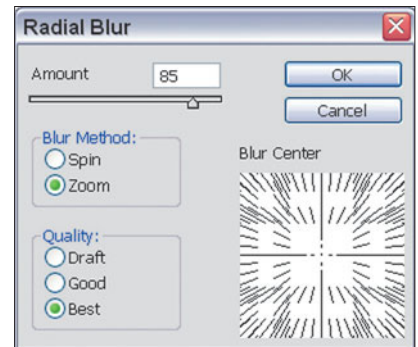 Radial Blur
Amount 85
OK
Cancel
Blur Method:
Spin
Zoom
Blur Center
Quality:
Draft
Good
Best